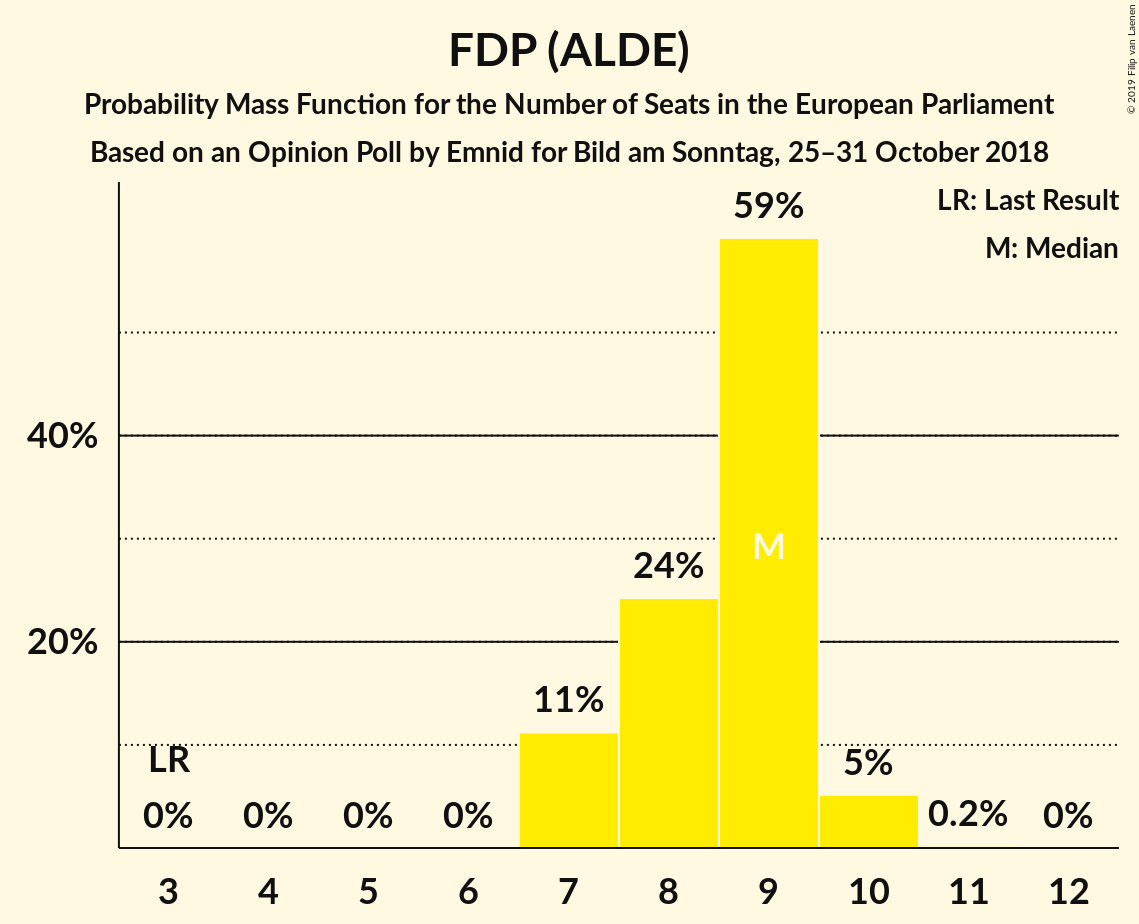 FDP (ALDE)
Probability Mass Function for the Number of Seats in the European Parliament
Based on an Opinion Poll by Emnid for Bild am Sonntag, 25–31 October 2018
© 2019 Filip van Laenen
LR: Last Result
M: Median
59%
40%
M
24%
20%
11%
LR
5%
0% 0% 0% 0% 0.2% 0%
3 4 5 6 7 8 9 10 11 12